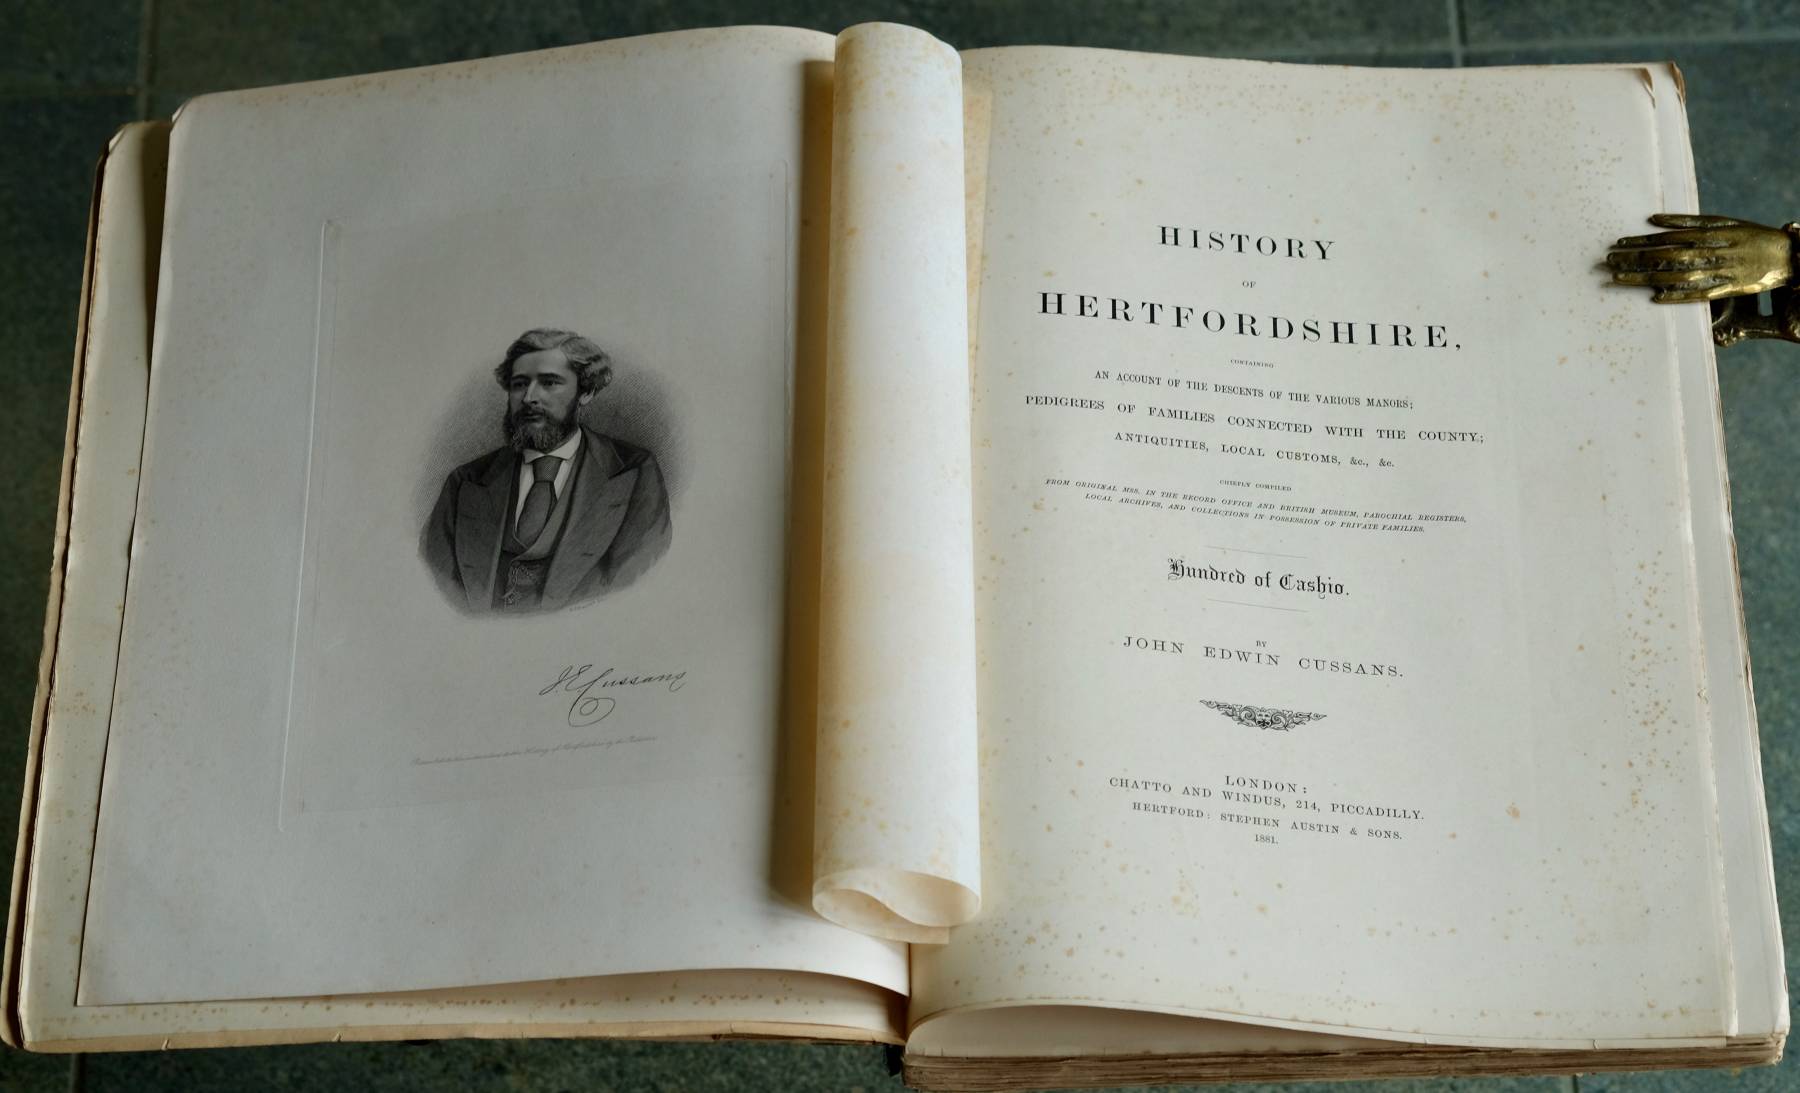 J E Cussans
HISTORY
OF
HERTFORDSHIRE,
CONTAINING
AN ACCOUNT OF THE DESCENTS OF THE VARIOUS MANORS;
PEDIGREES OF FAMILIES CONNECTED WITH THE COUNTY;
ANTIQUITIES, LOCAL CUSTOMS, &c., &c.
CHIEFLY COMPILED
FROM ORIGINAL MSS. IN THE RECORD OFFICE AND BRITISH MUSEUM, PAROCHIAL REGISTERS,
LOCAL ARCHIVES, AND COLLECTIONS IN POSSESSION OF PRIVATE FAMILIES.
Hundred of Cashio.
BY
JOHN EDWIN CUSSANS.
LONDON:
CHATTO AND WINDUS, 214, PICCADILLY.
HERTFORD: STEPHEN AUSTIN & SONS.
1881.